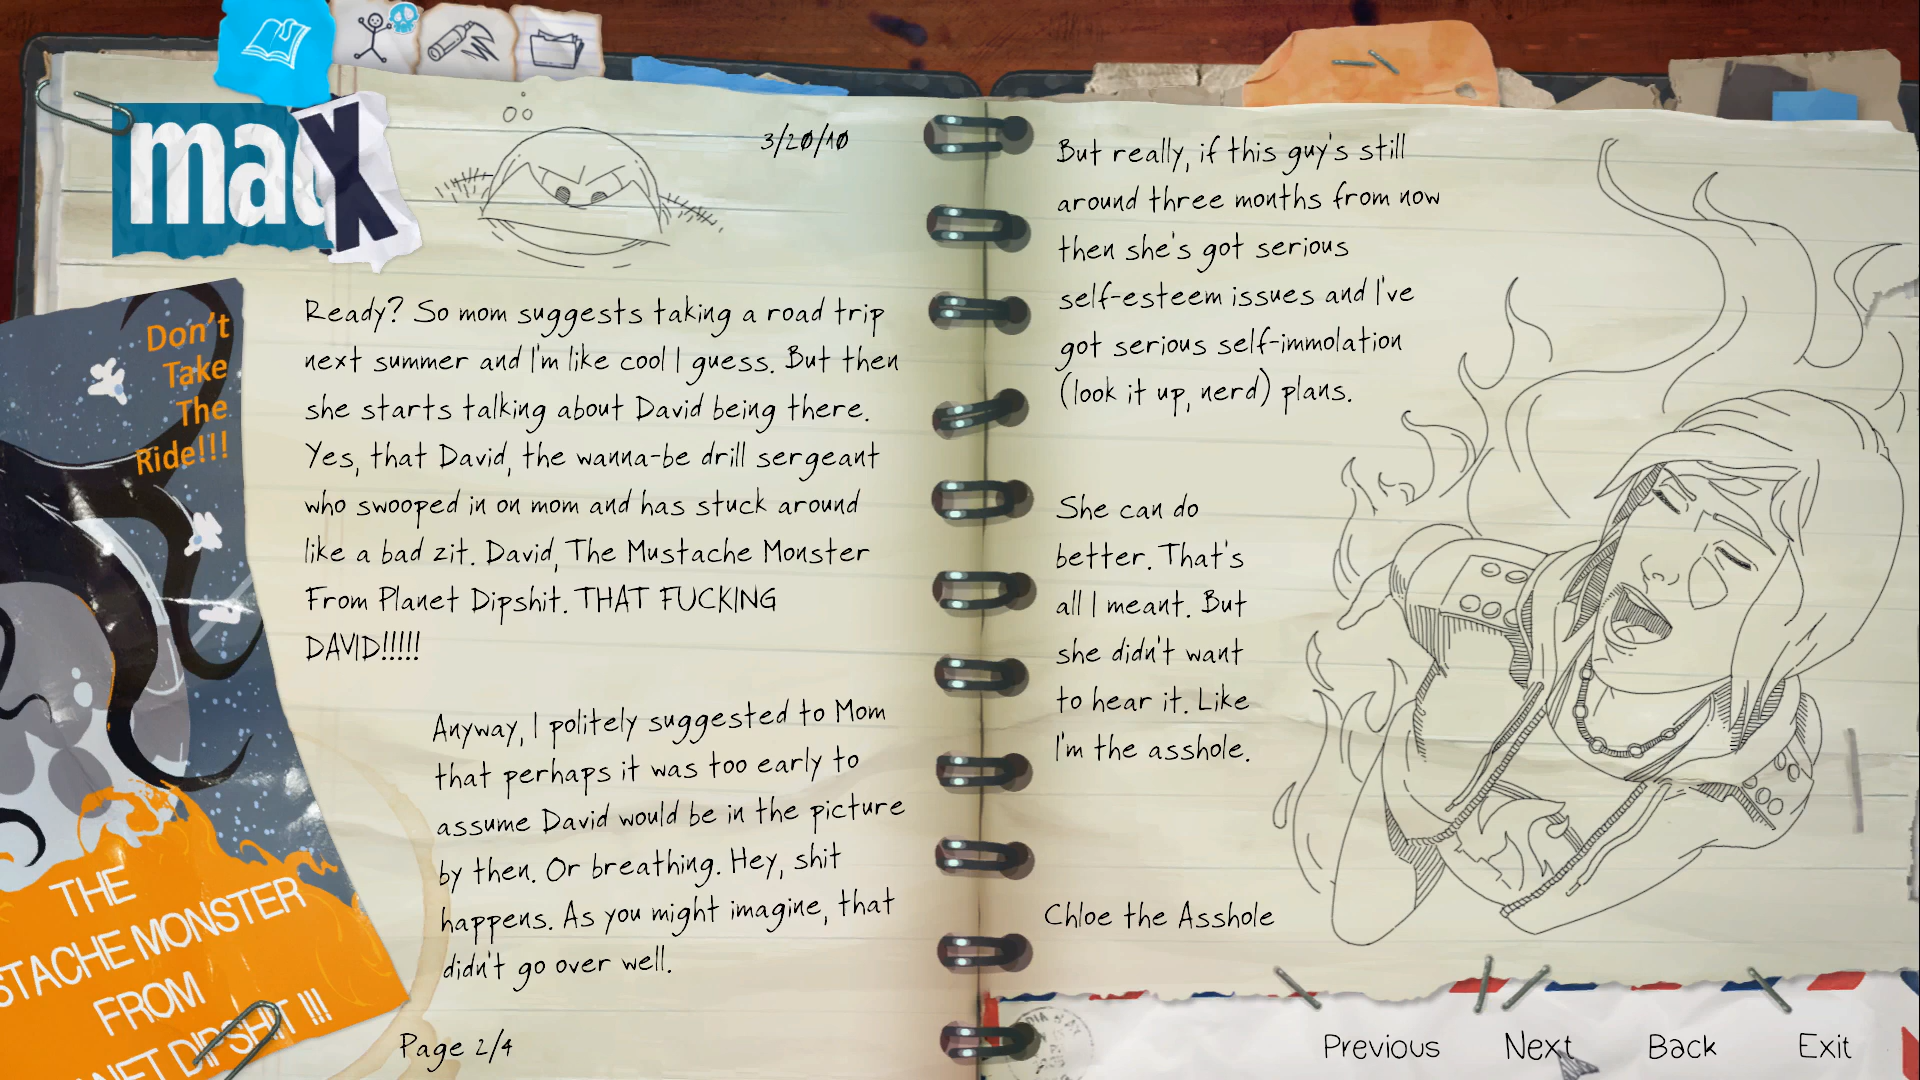 maX
3/20/10
Don't
Take
The
Ride!!!
Ready? So mom suggests taking a road trip
next summer and I'm like cool I guess. But then
she starts talking about David being there.
Yes, that David, the wanna-be drill sergeant
who swooped in on mom and has stuck around
like a bad zit. David, The Mustache Monster
From Planet Dipshit. THAT FUCKING
DAVID!!!!!
Anyway, I politely suggested to Mom
that perhaps it was too early to
assume David would be in the picture
by then. Or breathing. Hey, shit
happens. As you might imagine, that
didn't go over well.
THE
STACHE MONSTER
FROM
NET DIPSHIT !!!
Page 2/4
But really, if this guy's still
around three months from now
then she's got serious
self-esteem issues and I've
got serious self-immolation
(look it up, nerd) plans.
She can do
better. That's
all I meant. But
she didn't want
to hear it. Like
I'm the asshole.
Chloe the Asshole
Previous Next Back Exit